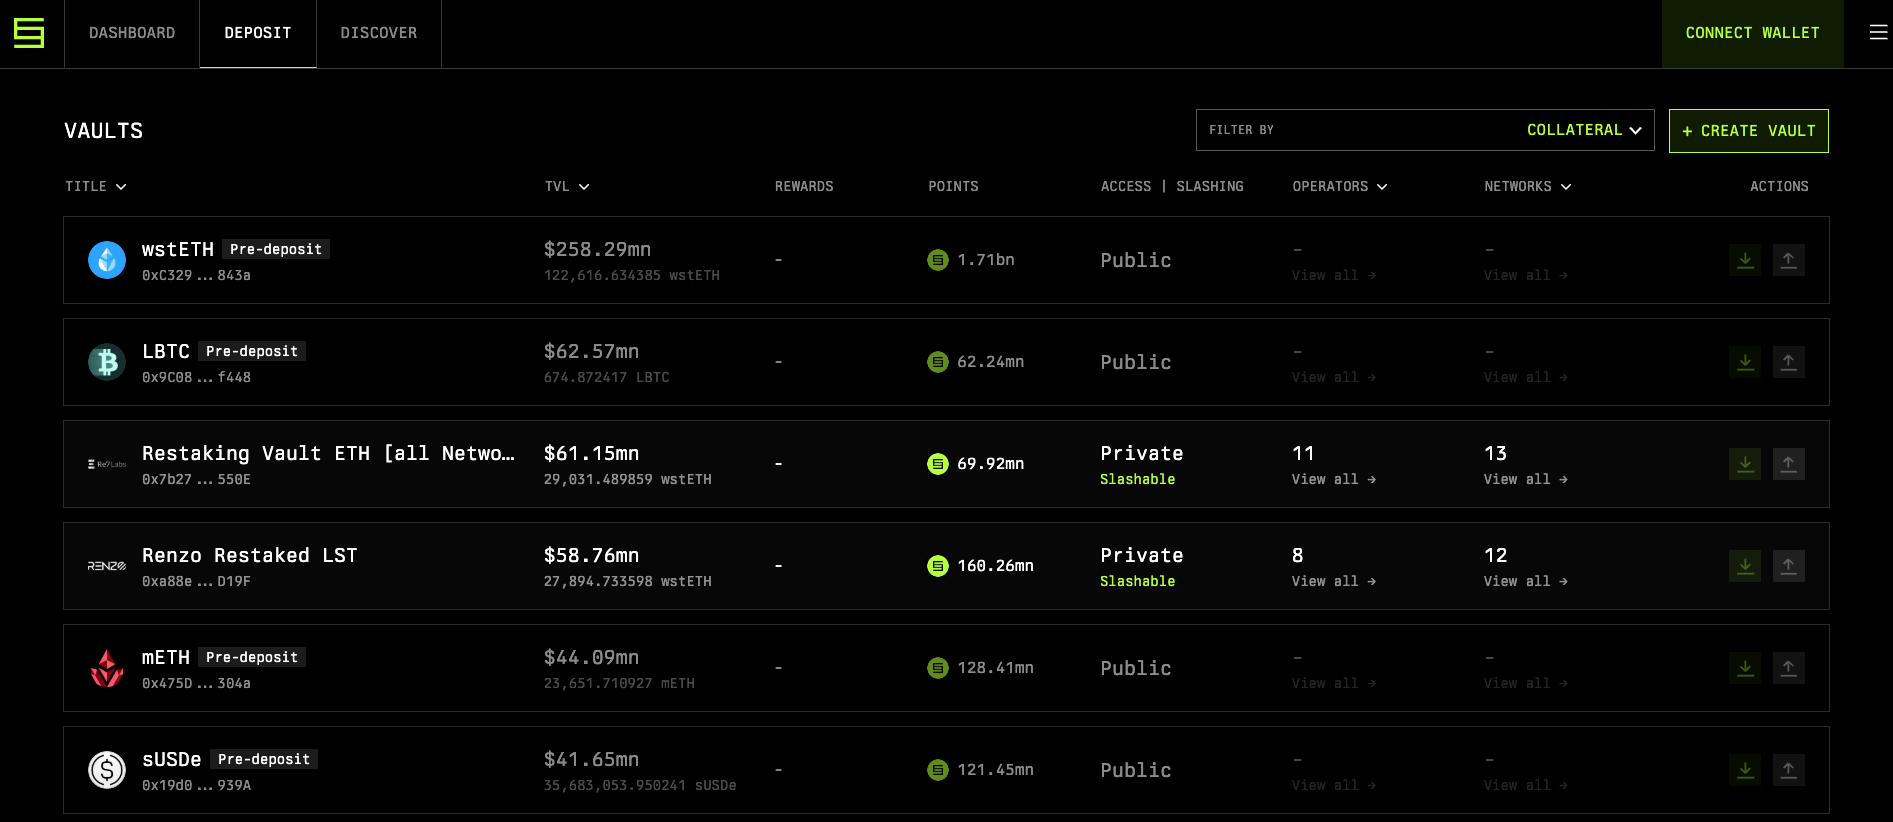 DASHBOARD DEPOSIT DISCOVER CONNECT WALLET
VAULTS FILTER BY COLLATERAL + CREATE VAULT
TITLE TVL REWARDS POINTS ACCESS | SLASHING OPERATORS NETWORKS ACTIONS
wstETH Pre-deposit $258.29mn - 1.71bn Public - -
0xC329...843a 122,616.634385 wstETH View all → View all →
LBTC Pre-deposit $62.57mn - 62.24mn Public - -
0x9C08...f448 674.872417 LBTC View all → View all →
Re7Labs Restaking Vault ETH [all Netwo… $61.15mn - 69.92mn Private 11 13
0x7b27...550E 29,031.489859 wstETH Slashable View all → View all →
RENZO Renzo Restaked LST $58.76mn - 160.26mn Private 8 12
0xa88e...D19F 27,894.733598 wstETH Slashable View all → View all →
mETH Pre-deposit $44.09mn - 128.41mn Public - -
0x475D...304a 23,651.710927 mETH View all → View all →
sUSDe Pre-deposit $41.65mn - 121.45mn Public - -
0x19d0...939A 35,683,053.950241 sUSDe View all → View all →